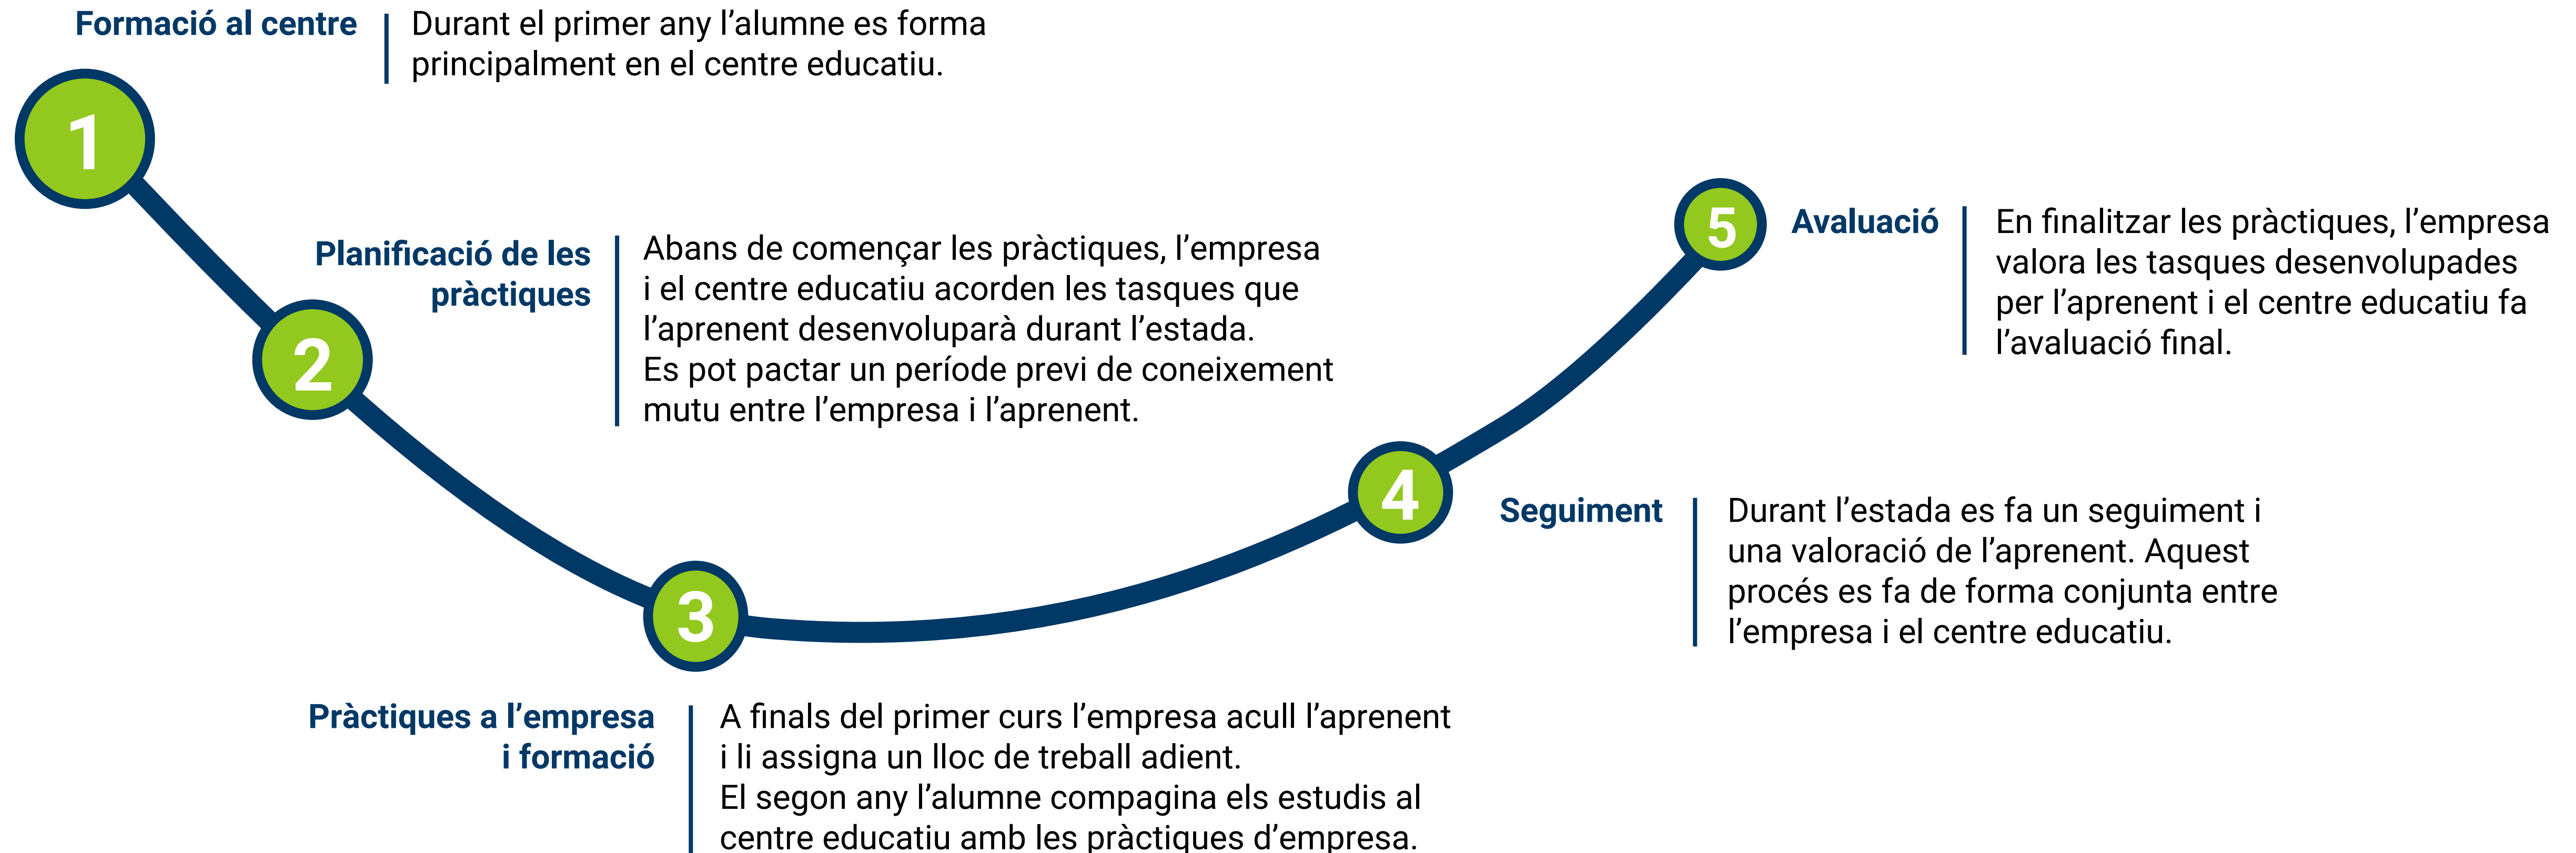 Formació al centre
Durant el primer any l’alumne es forma
principalment en el centre educatiu.
1
2
Planificació de les
pràctiques
Abans de començar les pràctiques, l’empresa
i el centre educatiu acorden les tasques que
l’aprenent desenvoluparà durant l’estada.
Es pot pactar un període previ de coneixement
mutu entre l’empresa i l’aprenent.
3
Pràctiques a l’empresa
i formació
A finals del primer curs l’empresa acull l’aprenent
i li assigna un lloc de treball adient.
El segon any l’alumne compagina els estudis al
centre educatiu amb les pràctiques d’empresa.
4
Seguiment
Durant l’estada es fa un seguiment i
una valoració de l’aprenent. Aquest
procés es fa de forma conjunta entre
l’empresa i el centre educatiu.
5
Avaluació
En finalitzar les pràctiques, l’empresa
valora les tasques desenvolupades
per l’aprenent i el centre educatiu fa
l’avaluació final.